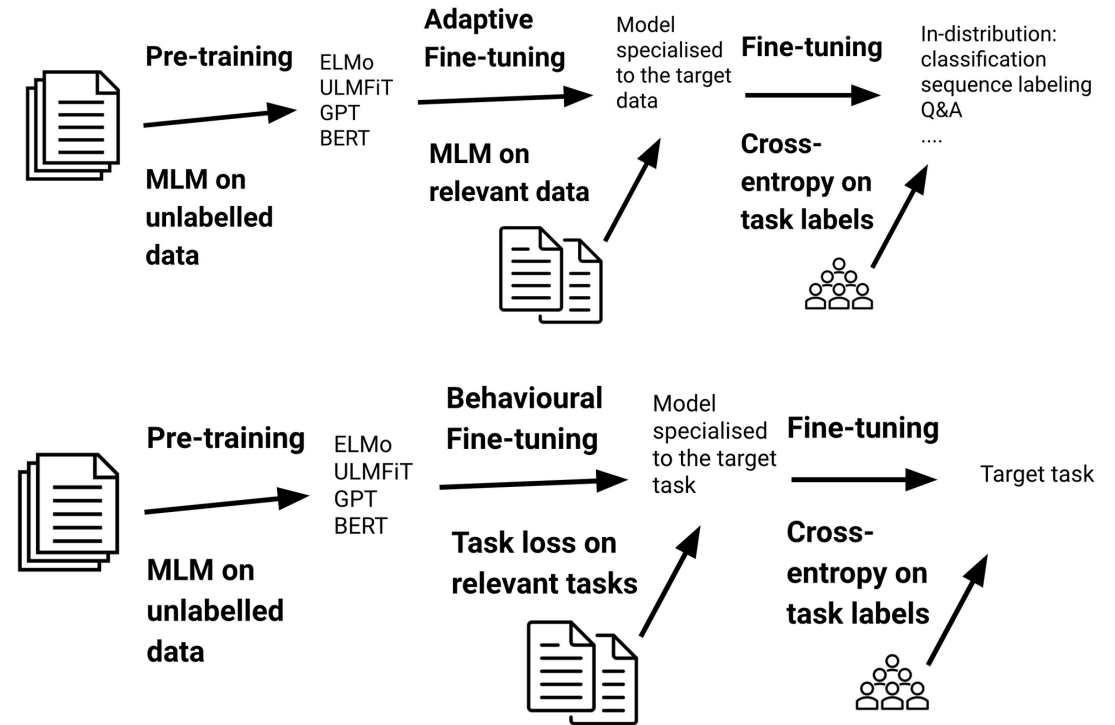 Pre-training
ELMo
ULMFiT
GPT
BERT
MLM on
unlabelled
data
Adaptive
Fine-tuning
MLM on
relevant data
Model
specialised
to the target
data
Fine-tuning
Cross-
entropy on
task labels
In-distribution:
classification
sequence labeling
Q&A
....
Pre-training
ELMo
ULMFiT
GPT
BERT
MLM on
unlabelled
data
Behavioural
Fine-tuning
Task loss on
relevant tasks
Model
specialised
to the target
task
Fine-tuning
Cross-
entropy on
task labels
Target task